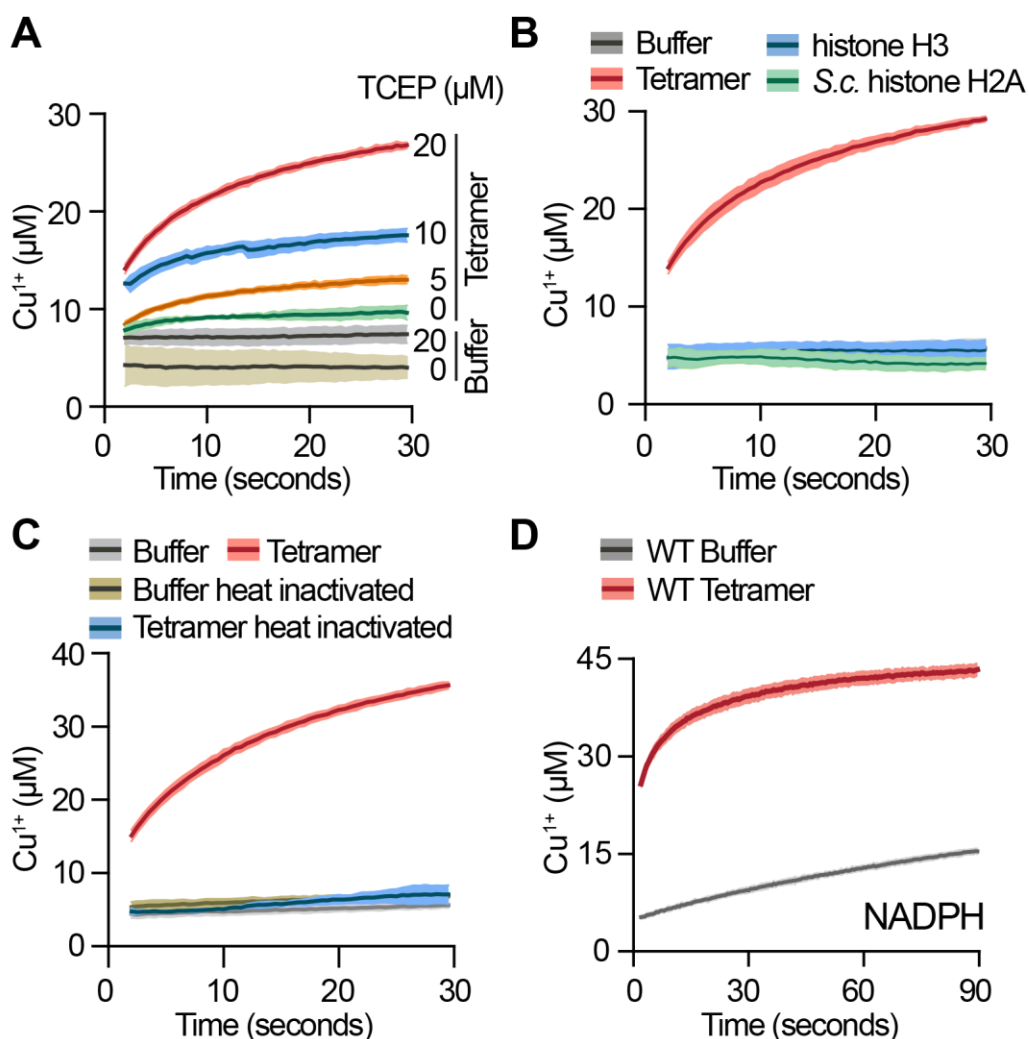 A
TCEP (µM)
30
20
10
0
Cu¹⁺ (µM)
20
10
5
0
20
0
Tetramer
Buffer
0
10
20
30
Time (seconds)
B
Buffer
histone H3
Tetramer
S.c. histone H2A
30
20
10
0
Cu¹⁺ (µM)
0
10
20
30
Time (seconds)
C
Buffer
Tetramer
Buffer heat inactivated
Tetramer heat inactivated
40
30
20
10
0
Cu¹⁺ (µM)
0
10
20
30
Time (seconds)
D
WT Buffer
WT Tetramer
45
30
15
0
Cu¹⁺ (µM)
NADPH
0
30
60
90
Time (seconds)